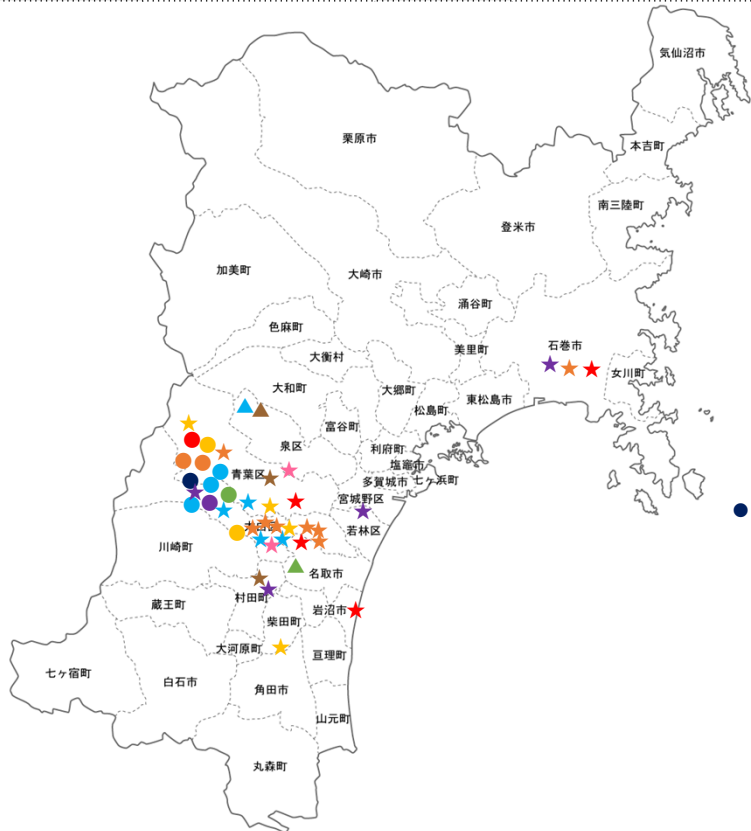 気仙沼市
栗原市
本吉町
南三陸町
登米市
加美町
大崎市
涌谷町
色麻町
石巻市
美里町
大衡村
女川町
大和町
大郷町
東松島市
松島町
富谷町
泉区
利府町
塩竈市
青葉区
多賀城市
七ヶ浜町
宮城野区
太白区
若林区
川崎町
名取市
村田町
蔵王町
岩沼市
柴田町
大河原町
亘理町
七ヶ宿町
白石市
角田市
山元町
丸森町